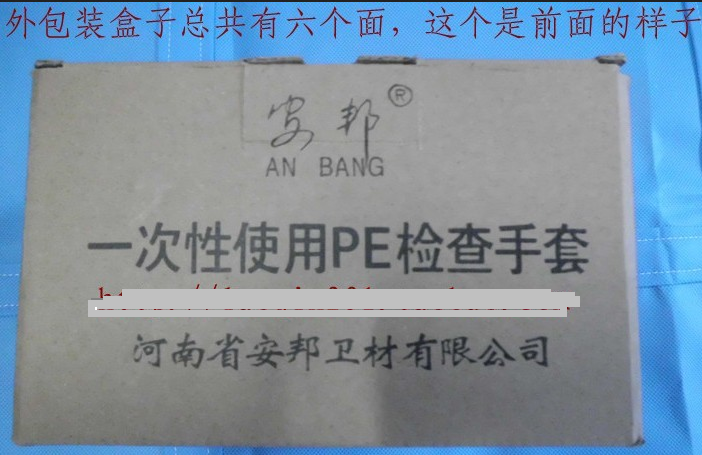 外包装盒子总共有六个面，这个是前面的样子
安邦®
AN BANG
一次性使用PE检查手套
河南省安邦卫材有限公司